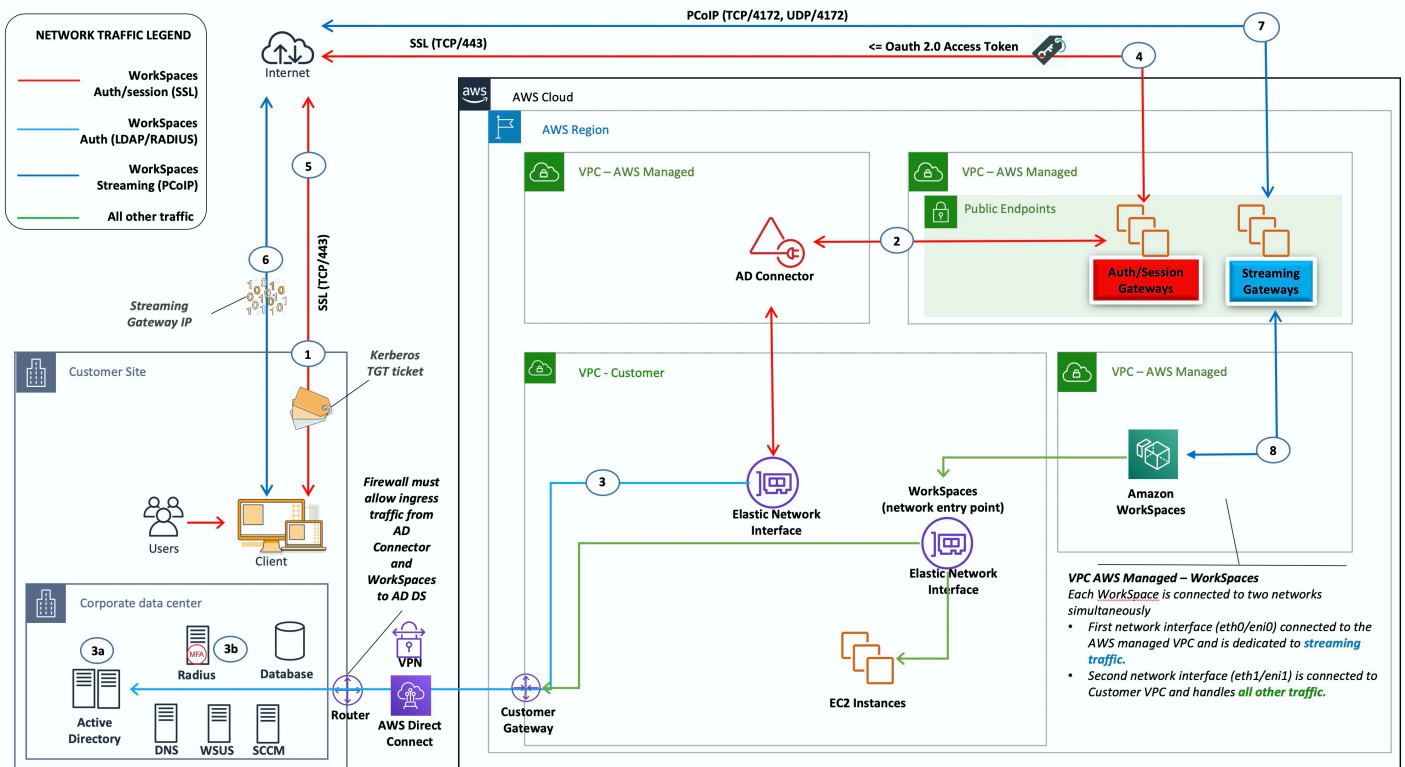 NETWORK TRAFFIC LEGEND
WorkSpaces
Auth/session (SSL)
WorkSpaces
Auth (LDAP/RADIUS)
WorkSpaces
Streaming (PCoIP)
All other traffic
Internet
PCoIP (TCP/4172, UDP/4172)
7
SSL (TCP/443)
<= Oauth 2.0 Access Token
4
5
6
SSL (TCP/443)
Streaming
Gateway IP
1
Kerberos
TGT ticket
aws
AWS Cloud
AWS Region
VPC – AWS Managed
AD Connector
2
VPC – AWS Managed
Public Endpoints
Auth/Session
Gateways
Streaming
Gateways
Customer Site
Users
Client
Firewall must
allow ingress
traffic from
AD
Connector
and
WorkSpaces
to AD DS
Corporate data center
3a
MFA
3b
Radius
Database
Active
Directory
DNS
WSUS
SCCM
Router
VPN
AWS Direct
Connect
Customer
Gateway
VPC - Customer
3
Elastic Network
Interface
WorkSpaces
(network entry point)
Elastic Network
Interface
EC2 Instances
VPC – AWS Managed
8
Amazon
WorkSpaces
VPC AWS Managed – WorkSpaces
Each WorkSpace is connected to two networks
simultaneously
• First network interface (eth0/eni0) connected to the
AWS managed VPC and is dedicated to streaming
traffic.
• Second network interface (eth1/eni1) is connected to
Customer VPC and handles all other traffic.